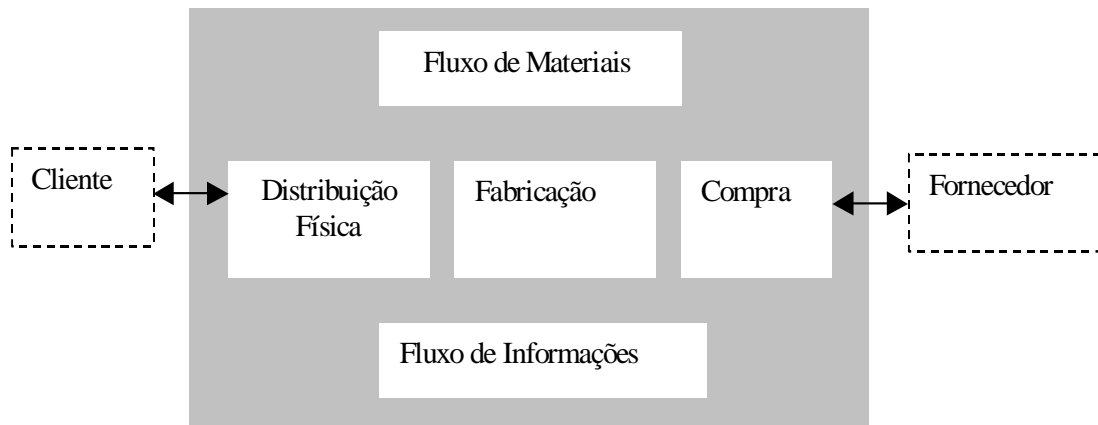 Fluxo de Materiais
Cliente
Distribuição
Física
Fabricação
Compra
Fornecedor
Fluxo de Informações